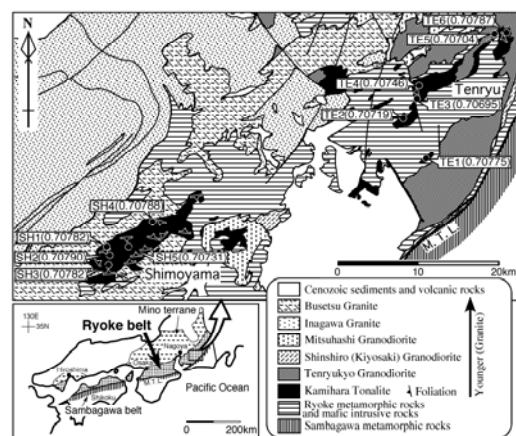 N
TE6(0.70787)
TE5(0.70704)
TE4(0.70746)
Tenryu
TE3(0.70695)
TE2(0.70719)
TE1(0.70775)
SH4(0.70788)
SH1(0.70782)
SH2(0.70790)
SH3(0.70782)
SH5(0.70731)
Shimoyama
M.T.L.
0 10 20km
130E
35N
Mino terrane
Ryoke belt
Nagoya
Hiroshima
M.T.L.
Shikoku
Pacific Ocean
Sambagawa belt
0 200km
Cenozoic sediments and volcanic rocks
Busetsu Granite
Inagawa Granite
Mitsuhashi Granodiorite
Shinshiro (Kiyosaki) Granodiorite
Tenryukyo Granodiorite
Kamihara Tonalite
Foliation
Ryoke metamorphic rocks
and mafic intrusive rocks
Sambagawa metamorphic rocks
Younger (Granite)